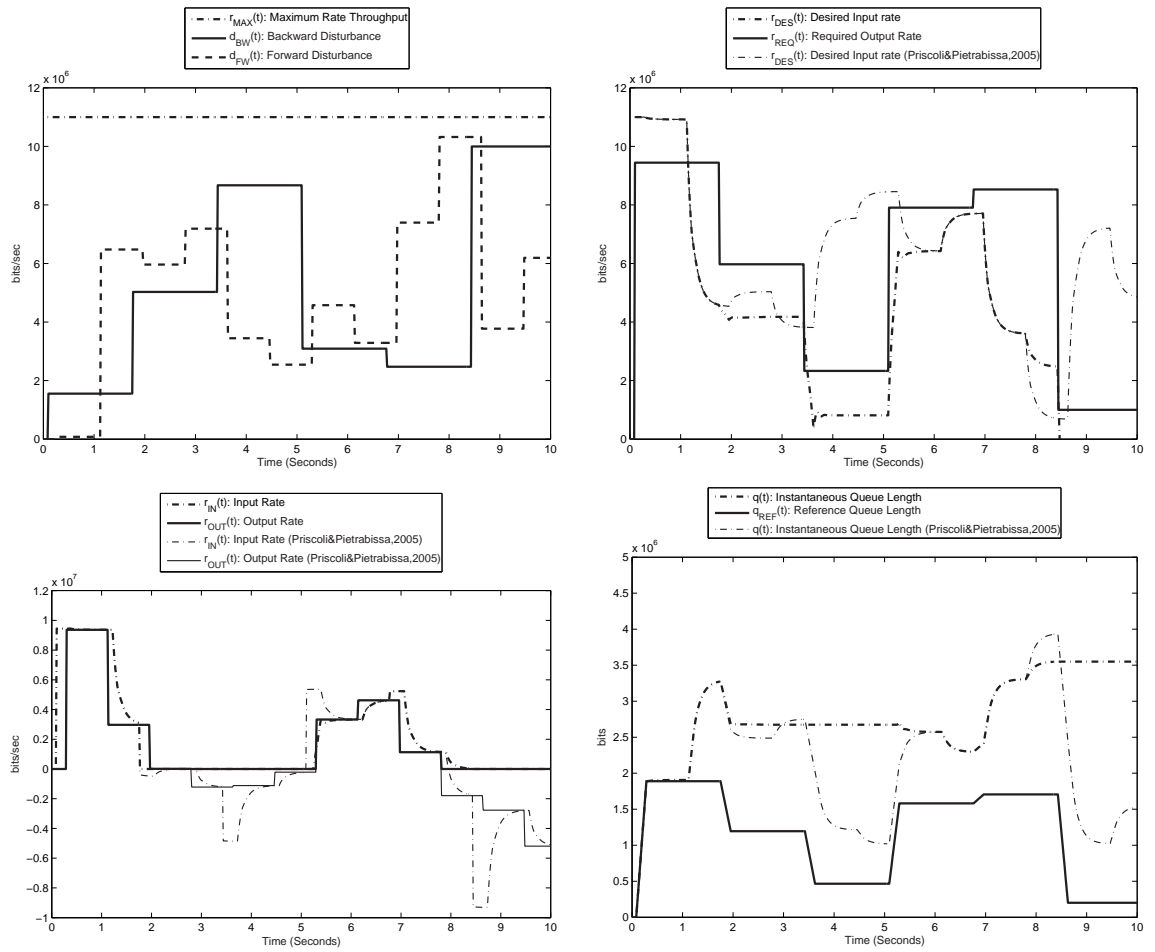 r_MAX(t): Maximum Rate Throughput
d_BW(t): Backward Disturbance
d_FW(t): Forward Disturbance
x 10^6
12
10
8
6
4
2
0
bits/sec
0 1 2 3 4 5 6 7 8 9 10
Time (Seconds)
r_DES(t): Desired Input rate
r_REQ(t): Required Output Rate
r_DES(t): Desired Input rate (Priscoli&Pietrabissa,2005)
x 10^6
12
10
8
6
4
2
0
bits/sec
0 1 2 3 4 5 6 7 8 9 10
Time (Seconds)
r_IN(t): Input Rate
r_OUT(t): Output Rate
r_IN(t): Input Rate (Priscoli&Pietrabissa,2005)
r_OUT(t): Output Rate (Priscoli&Pietrabissa,2005)
x 10^7
1.2
1
0.8
0.6
0.4
0.2
0
−0.2
−0.4
−0.6
−0.8
−1
bits/sec
0 1 2 3 4 5 6 7 8 9 10
Time (Seconds)
q(t): Instantaneous Queue Length
q_REF(t): Reference Queue Length
q(t): Instantaneous Queue Length (Priscoli&Pietrabissa,2005)
x 10^6
5
4.5
4
3.5
3
2.5
2
1.5
1
0.5
0
bits
0 1 2 3 4 5 6 7 8 9 10
Time (Seconds)